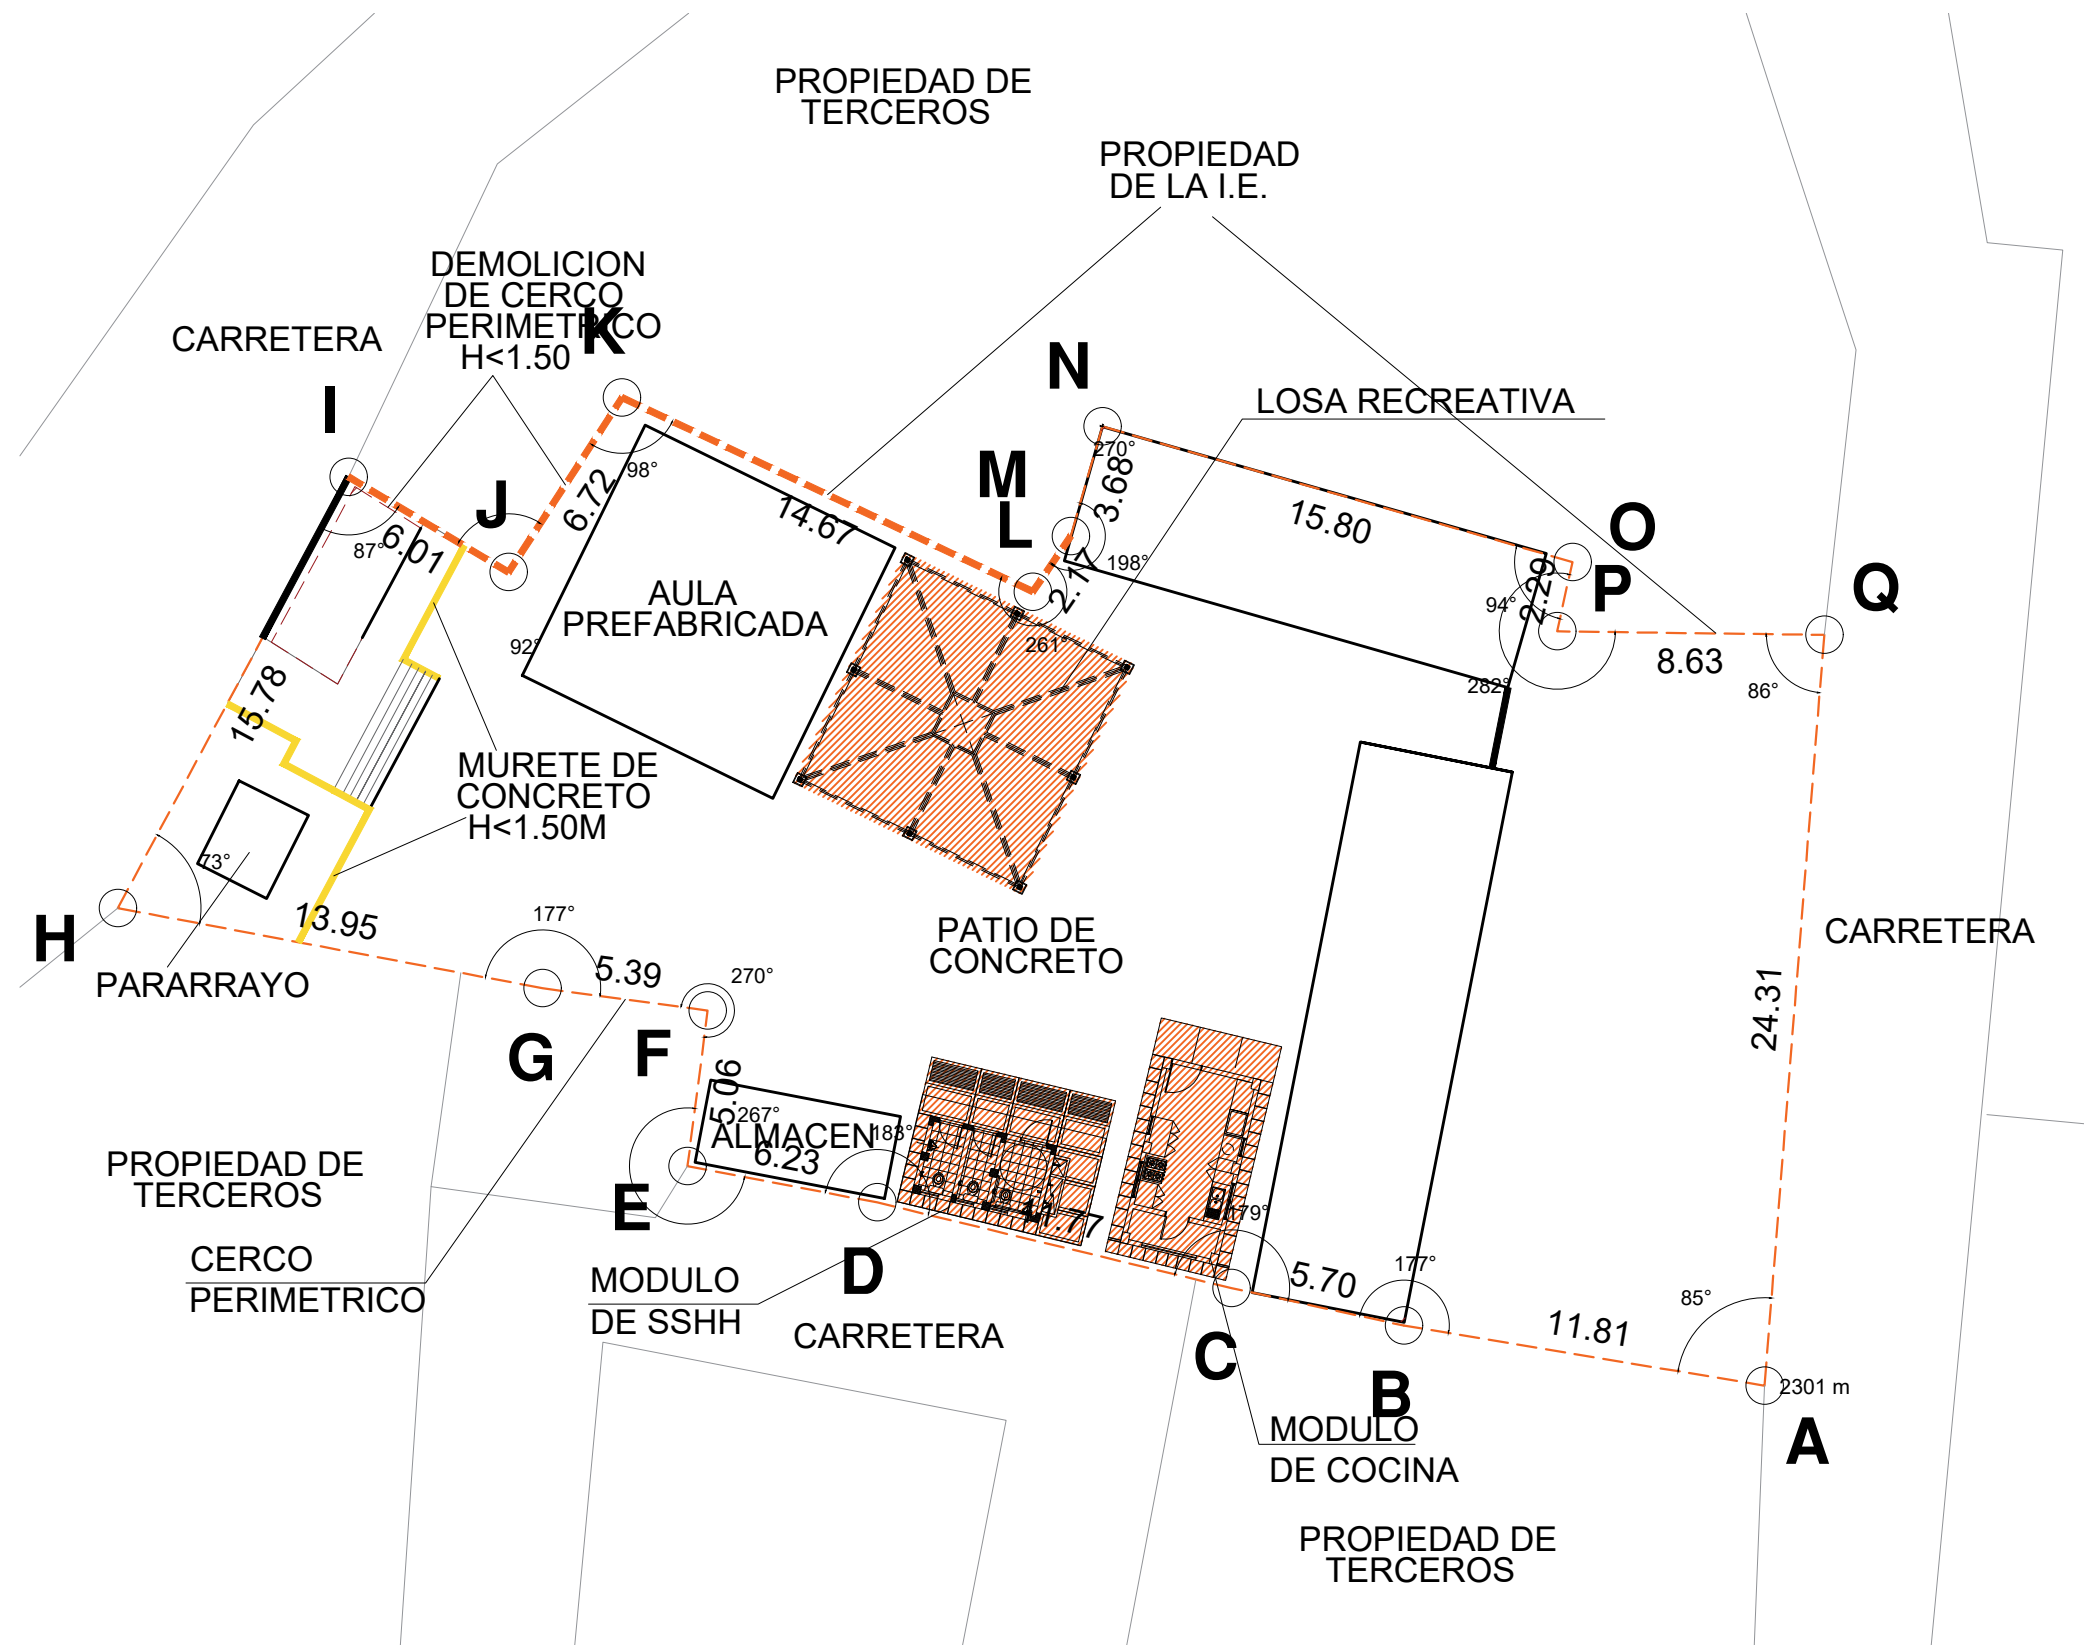 PROPIEDAD DE
TERCEROS
PROPIEDAD
DE LA I.E.
DEMOLICION
DE CERCO
PERIMETRICO
H<1.50
CARRETERA
K
I
N
LOSA RECREATIVA
270°
M
L
J
98°
6.72
3.68
14.67
15.80
O
P
Q
87°
6.01
198°
2.17
2.29
94°
AULA
PREFABRICADA
92°
261°
8.63
282°
86°
15.78
MURETE DE
CONCRETO
H<1.50M
73°
H
13.95
177°
PATIO DE
CONCRETO
CARRETERA
PARARRAYO
5.39
270°
24.31
G
F
5.06
267°
ALMACEN
183°
6.23
PROPIEDAD DE
TERCEROS
E
11.77
179°
CERCO
PERIMETRICO
MODULO
DE SSHH
D
CARRETERA
5.70
177°
85°
C
11.81
B
2301 m
A
MODULO
DE COCINA
PROPIEDAD DE
TERCEROS